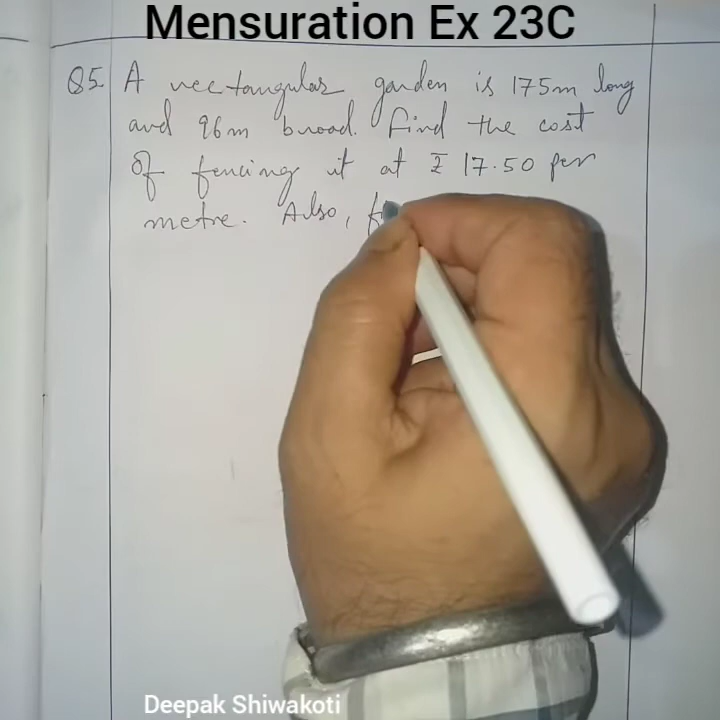 Mensuration Ex 23C
Q5 A rectangular garden is 175m long
and 96m broad. Find the cost
of fencing it at ₹ 17.50 per
metre. Also,
Deepak Shiwakoti